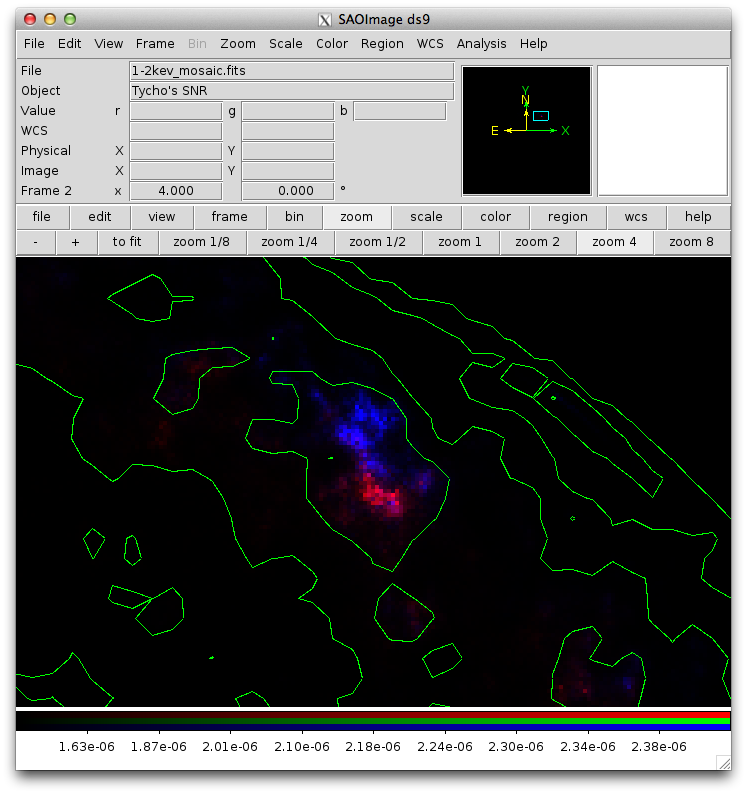 SAOImage ds9
File Edit View Frame Bin Zoom Scale Color Region WCS Analysis Help
File 1-2kev_mosaic.fits
Object Tycho's SNR
Value r g b
WCS
Physical X Y
Image X Y
Frame 2 x 4.000 0.000 °
Y
N
E X
file edit view frame bin zoom scale color region wcs help
- + to fit zoom 1/8 zoom 1/4 zoom 1/2 zoom 1 zoom 2 zoom 4 zoom 8
1.63e-06 1.87e-06 2.01e-06 2.10e-06 2.18e-06 2.24e-06 2.30e-06 2.34e-06 2.38e-06